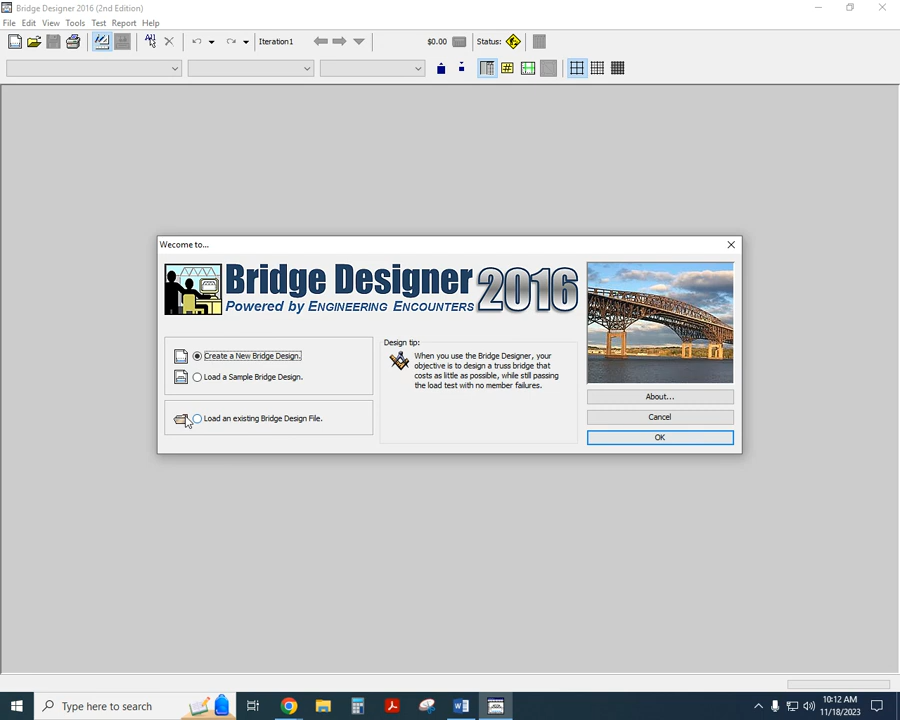 Bridge Designer 2016 (2nd Edition)
File Edit View Tools Test Report Help
Iteration1 $0.00 Status:
Wecome to...
Bridge Designer 2016
Powered by ENGINEERING ENCOUNTERS
Create a New Bridge Design.
Load a Sample Bridge Design.
Load an existing Bridge Design File.
Design tip:
When you use the Bridge Designer, your
objective is to design a truss bridge that
costs as little as possible, while still passing
the load test with no member failures.
About...
Cancel
OK
Type here to search
10:12 AM
11/18/2023